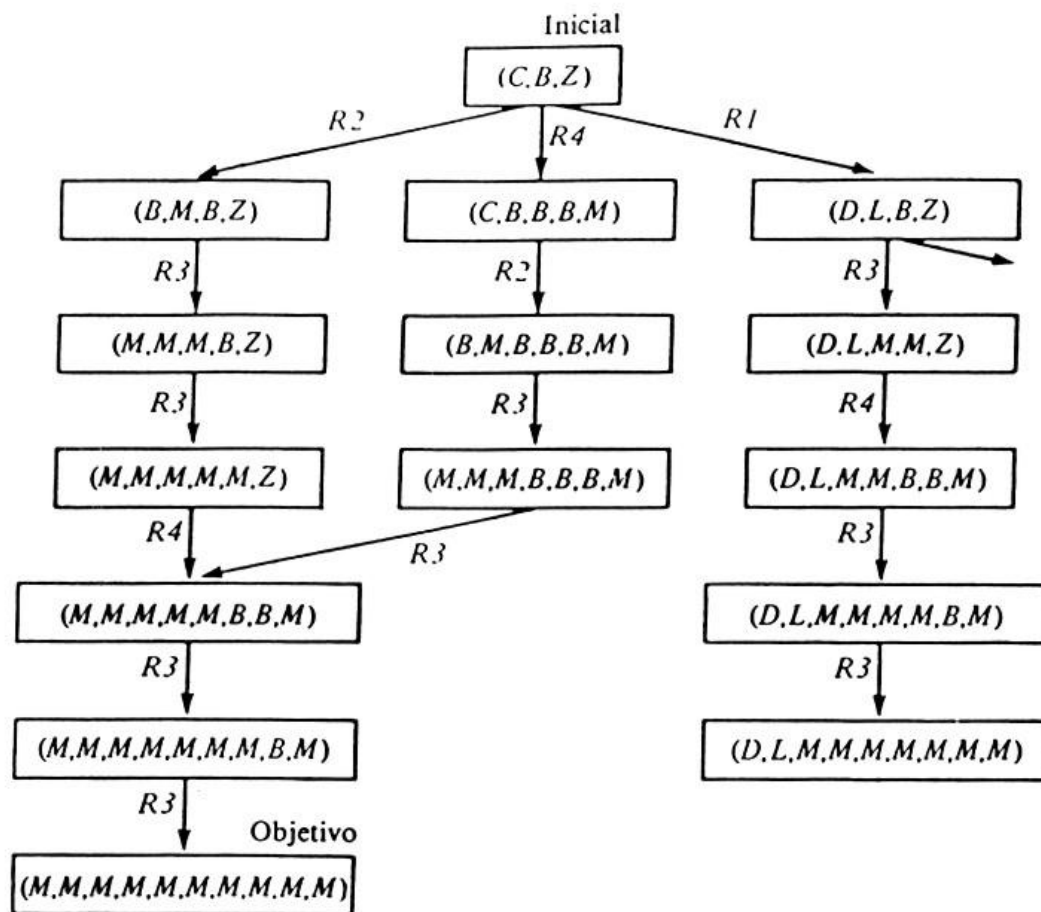 Inicial
(C,B,Z)
R2
R4
R1
(B,M,B,Z)
(C,B,B,B,M)
(D,L,B,Z)
R3
R2
R3
(M,M,M,B,Z)
(B,M,B,B,B,M)
(D,L,M,M,Z)
R3
R3
R4
(M,M,M,M,M,Z)
(M,M,M,B,B,B,M)
(D,L,M,M,B,B,M)
R4
R3
R3
(M,M,M,M,M,B,B,M)
(D,L,M,M,M,M,B,M)
R3
R3
(M,M,M,M,M,M,M,B,M)
(D,L,M,M,M,M,M,M,M)
R3
Objetivo
(M,M,M,M,M,M,M,M,M,M)